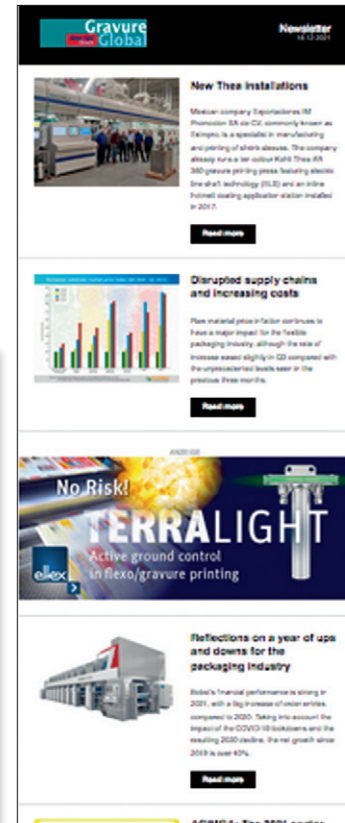 Gravure
Global
Newsletter
16.12.2021
New Thea installations
Mexican company Exportaciones IM
Promoción SA de CV, commonly known as
Eximpro, is a specialist in manufacturing
and printing of shrink sleeves. The company
already runs a ten colour Kohli Thea AR
360 gravure printing press featuring electric
line shaft technology (ELS) and an inline
hotmelt coating application station installed
in 2017.
Read more
Disrupted supply chains
and increasing costs
Raw material price inflation continues to
have a major impact for the flexible
packaging industry, although the rate of
increase eased slightly in Q3 compared with
the unprecedented levels seen in the
previous three months.
Read more
ANZEIGE
No Risk!
TERRALIGHT
Active ground control
in flexo/gravure printing
eltex
Reflections on a year of ups
and downs for the
packaging industry
Bobst's financial performance is strong in
2021, with a big increase of order entries
compared to 2020. Taking into account the
impact of the COVID-19 lockdowns and the
resulting 2020 decline, the net growth since
2019 is over 40%.
Read more